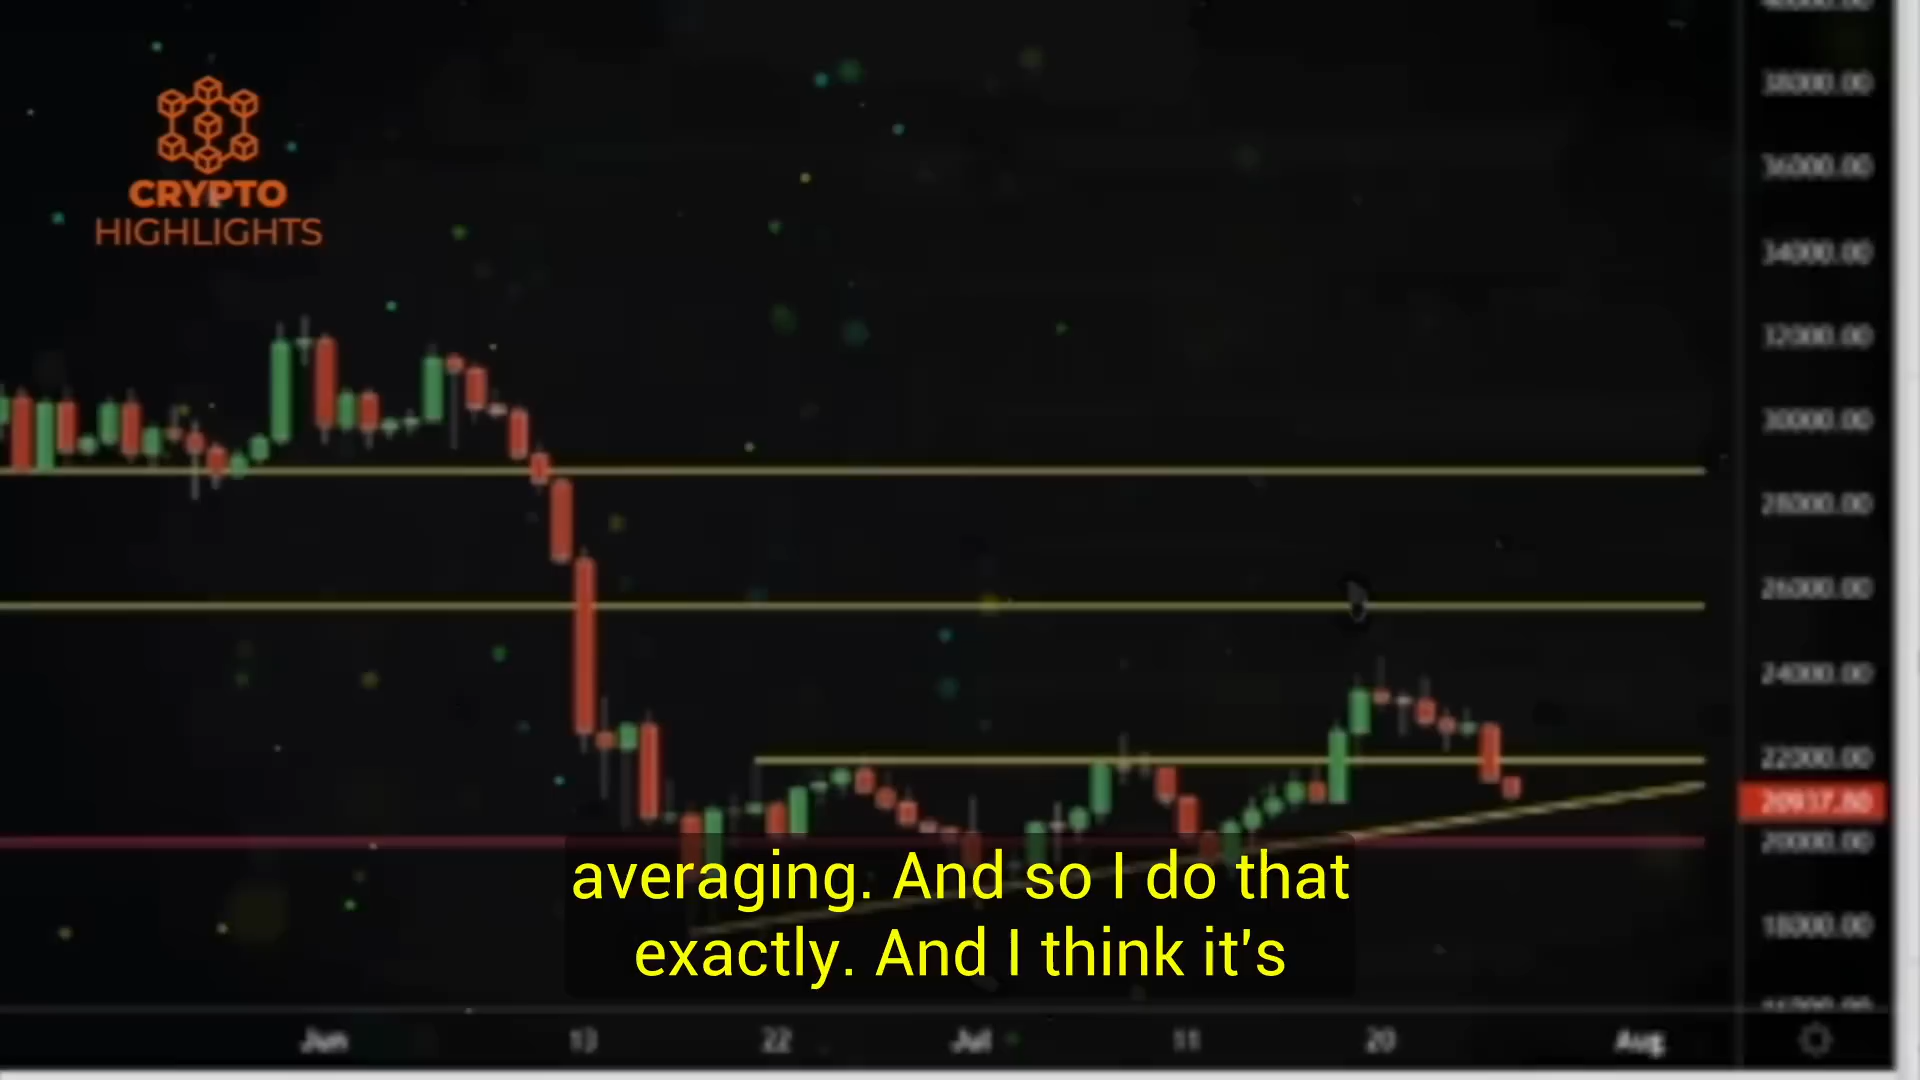 CRYPTO
HIGHLIGHTS
38000.00
36000.00
34000.00
32000.00
30000.00
28000.00
26000.00
24000.00
22000.00
20937.80
20000.00
18000.00
averaging. And so I do that
exactly. And I think it's
Jun 13 22 Jul 11 20 Aug